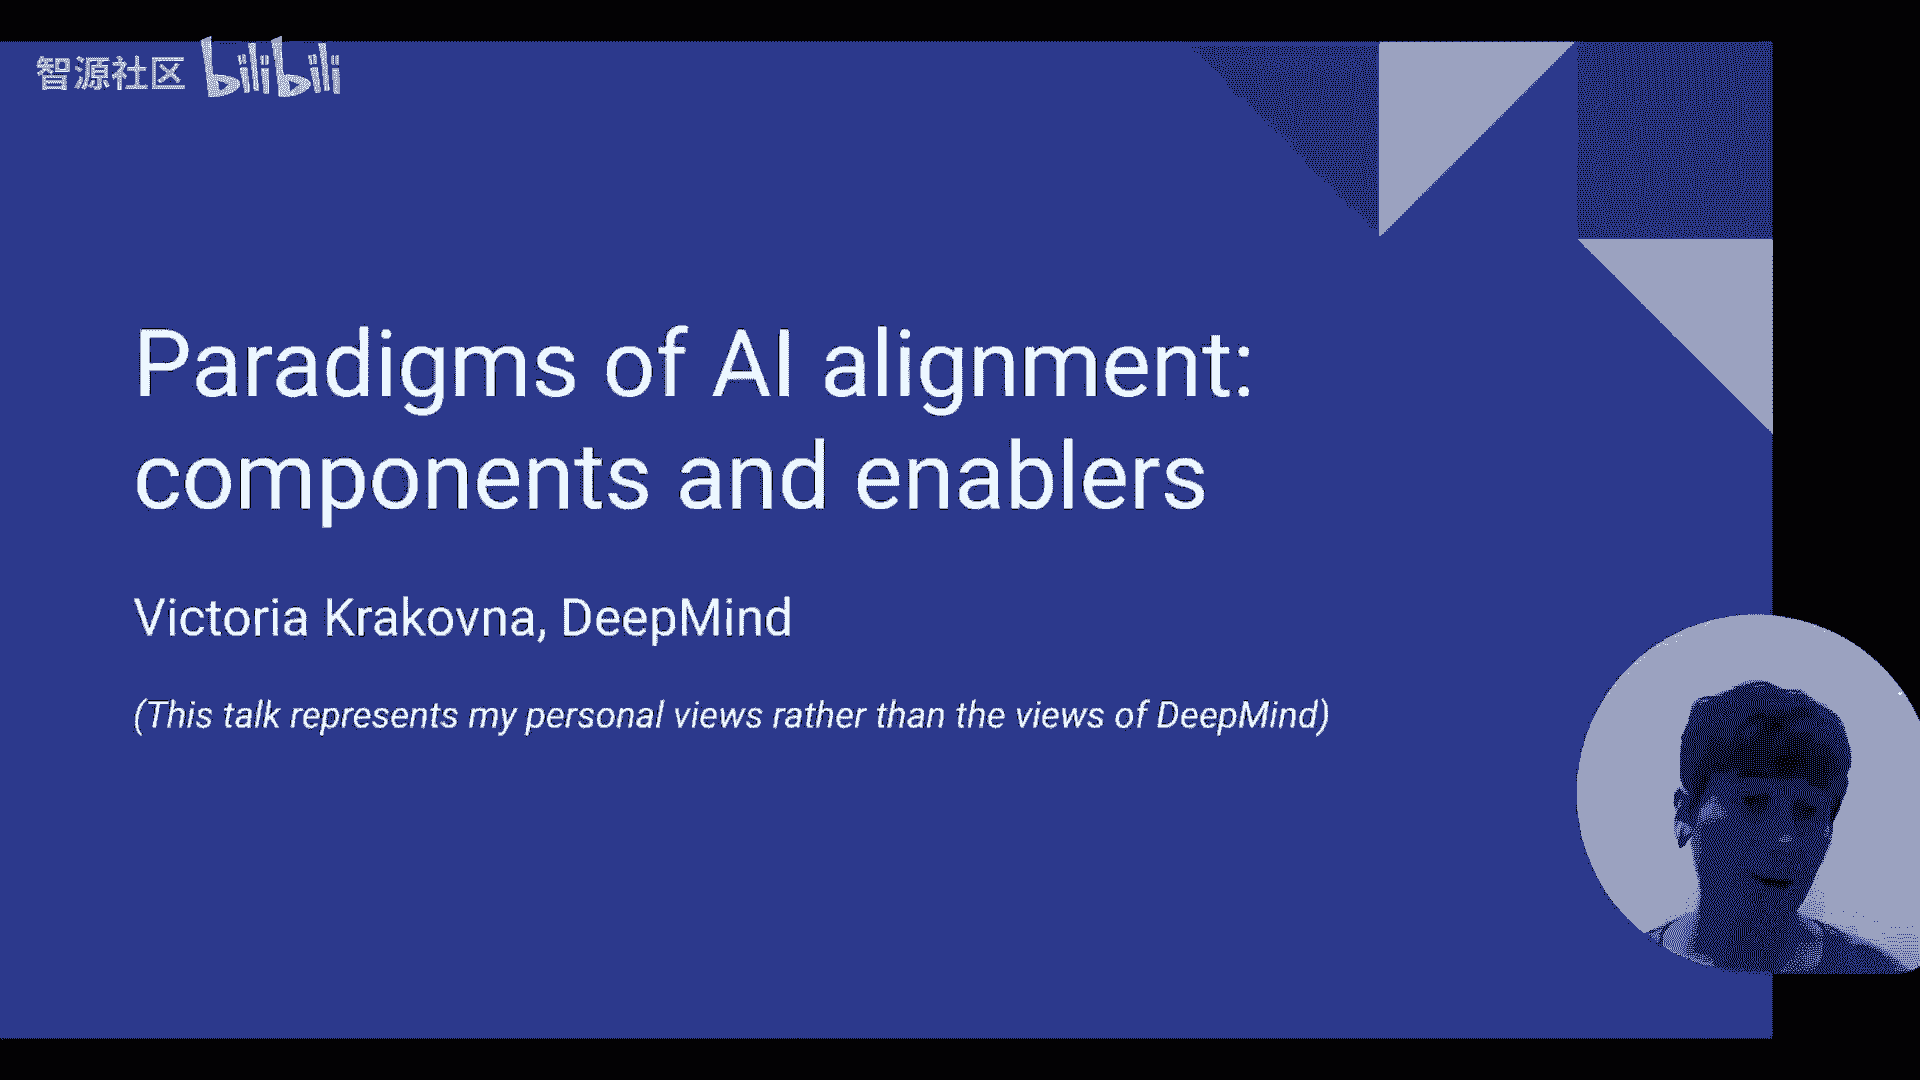 智源社区 bilibili
Paradigms of AI alignment:
components and enablers
Victoria Krakovna, DeepMind
(This talk represents my personal views rather than the views of DeepMind)